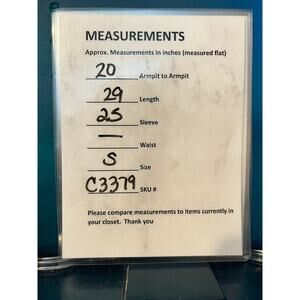 MEASUREMENTS
Approx. Measurements in inches (measured flat)
20 Armpit to Armpit
29 Length
25 Sleeve
— Waist
S Size
C3379 SKU #
Please compare measurements to items currently in
your closet. Thank you